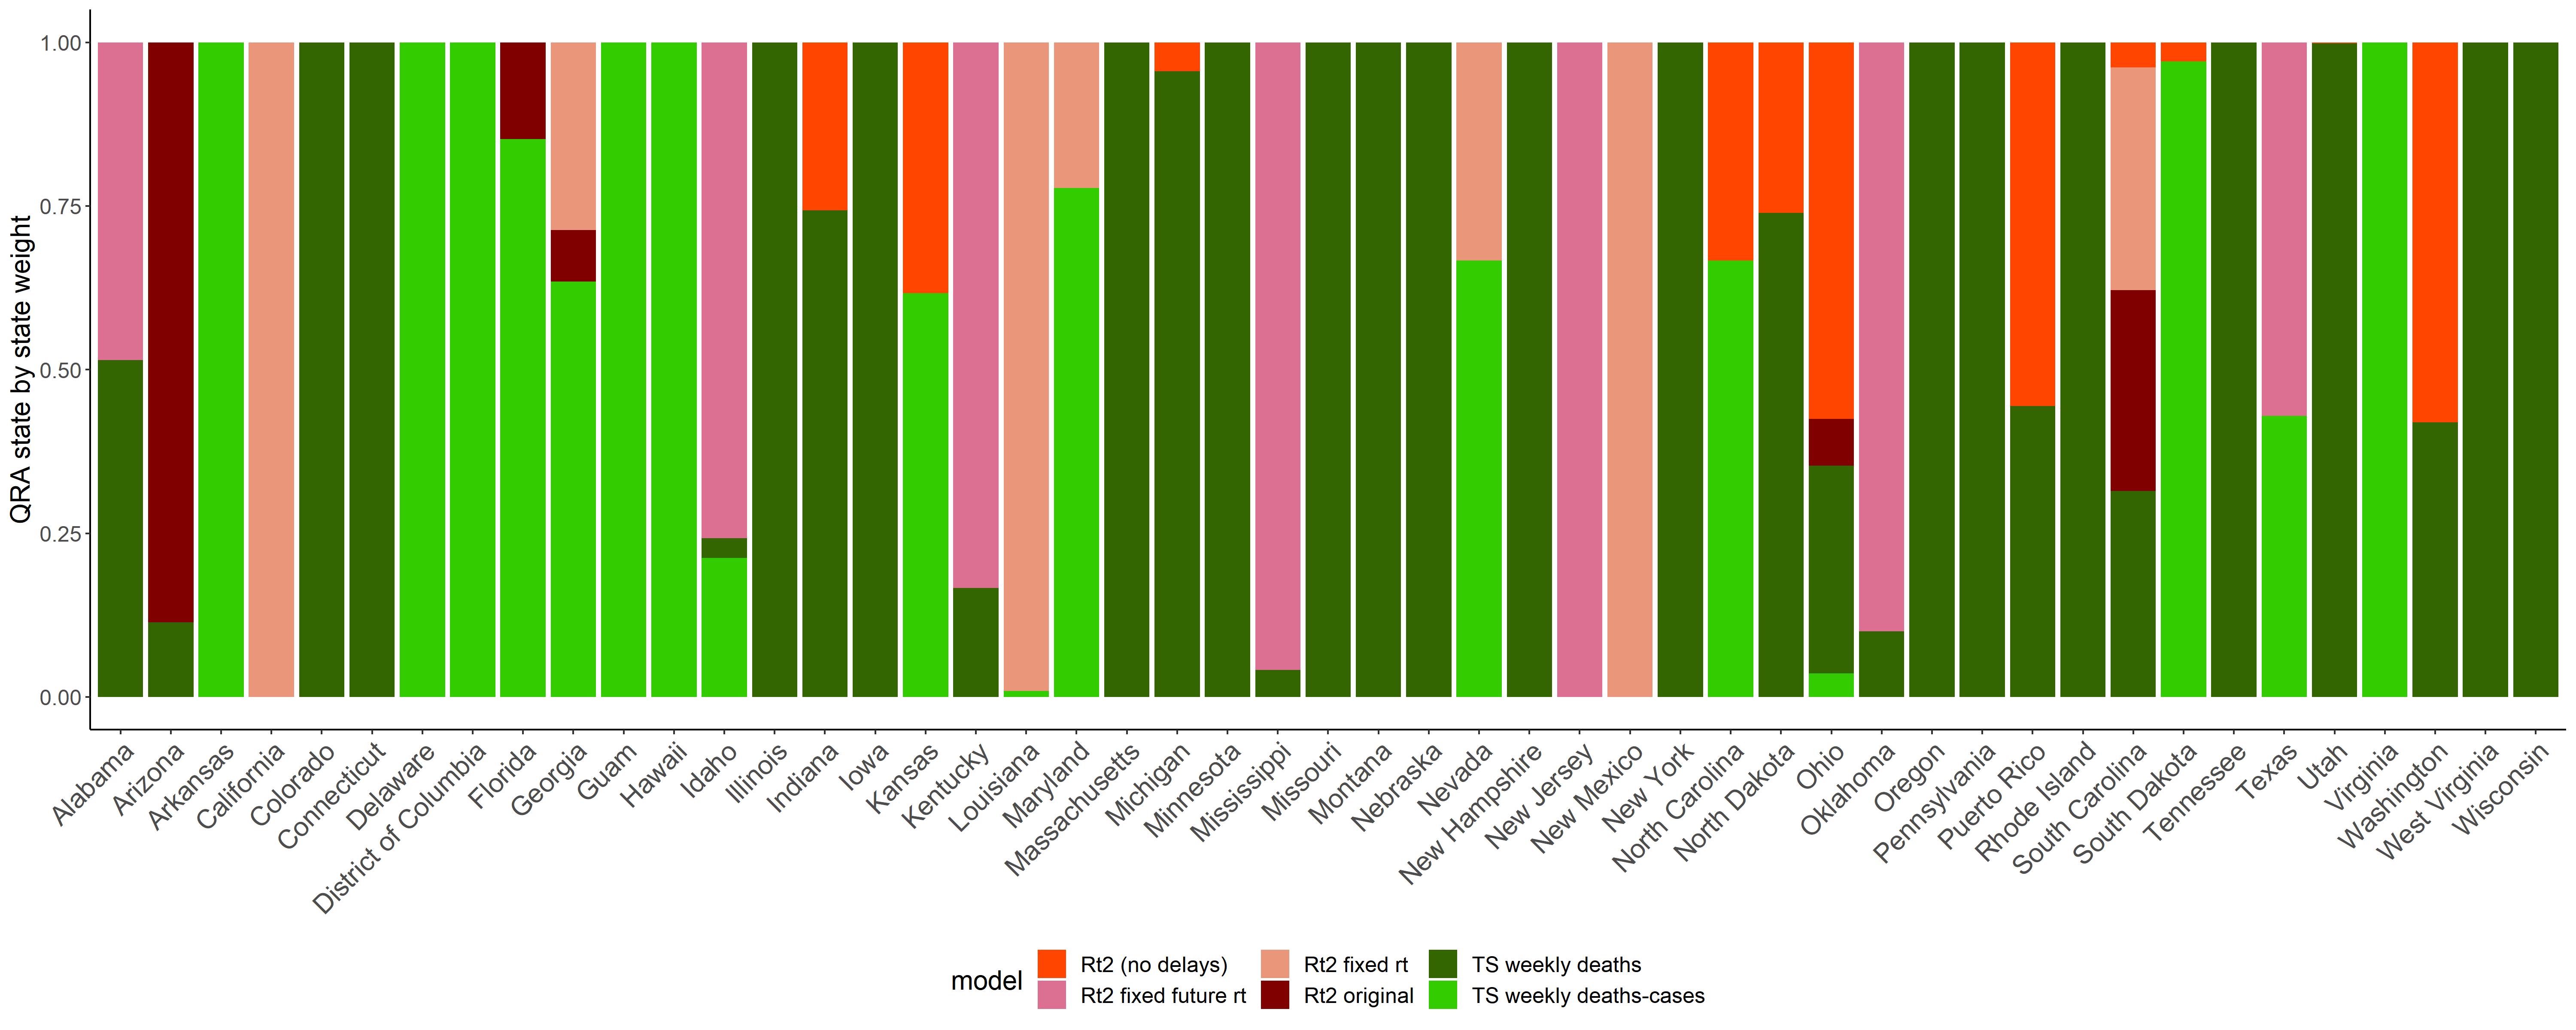 QRA state by state weight
1.00
0.75
0.50
0.25
0.00
Alabama
Arizona
Arkansas
California
Colorado
Connecticut
Delaware
District of Columbia
Florida
Georgia
Guam
Hawaii
Idaho
Illinois
Indiana
Iowa
Kansas
Kentucky
Louisiana
Maryland
Massachusetts
Michigan
Minnesota
Mississippi
Missouri
Montana
Nebraska
Nevada
New Hampshire
New Jersey
New Mexico
New York
North Carolina
North Dakota
Ohio
Oklahoma
Oregon
Pennsylvania
Puerto Rico
Rhode Island
South Carolina
South Dakota
Tennessee
Texas
Utah
Virginia
Washington
West Virginia
Wisconsin
model
Rt2 (no delays)
Rt2 fixed future rt
Rt2 fixed rt
Rt2 original
TS weekly deaths
TS weekly deaths-cases